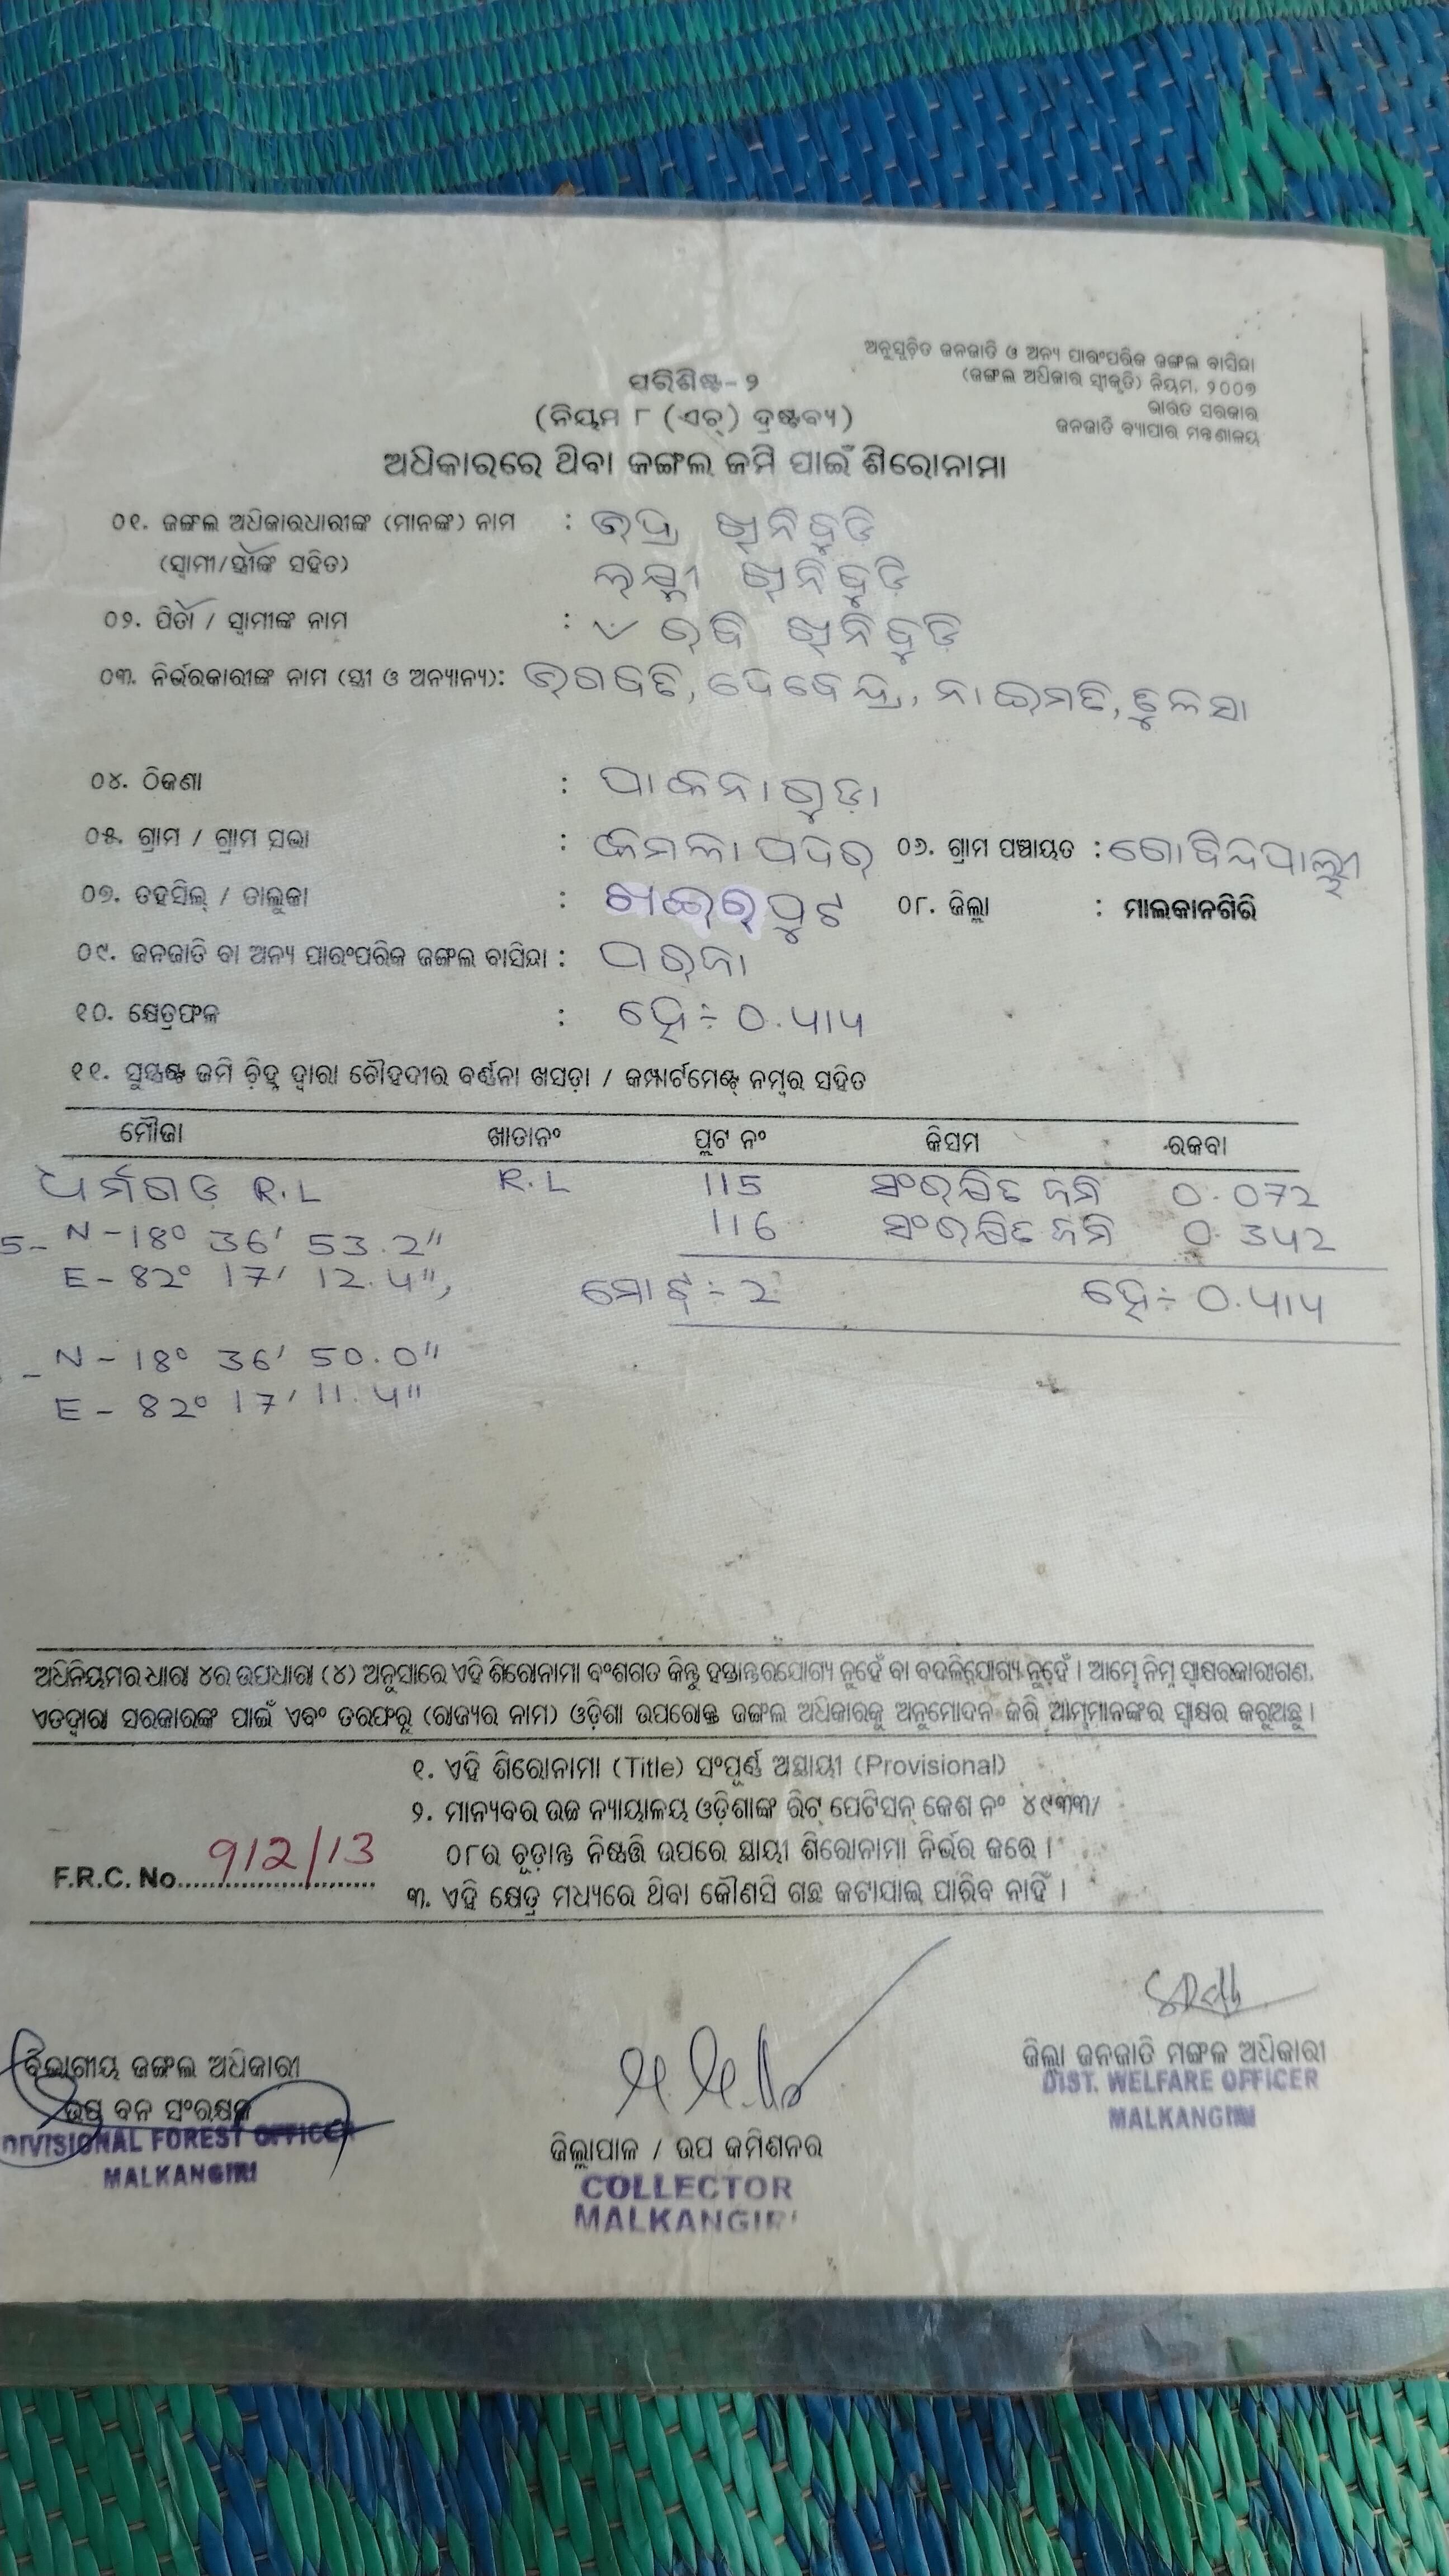 ଅନୁସୂଚିତ ଜନଜାତି ଓ ଅନ୍ୟ ପାରଂପରିକ ଜଙ୍ଗଲ ବାସିନ୍ଦା
(ଜଙ୍ଗଲ ଅଧିକାର ସ୍ୱୀକୃତି) ନିୟମ, ୨୦୦୭
ଭାରତ ସରକାର
ଜନଜାତି ବ୍ୟାପାର ମନ୍ତ୍ରଣାଳୟ
ପରିଶିଷ୍ଟ - ୨
(ନିୟମ ୮ (ଏଚ୍) ଦ୍ରଷ୍ଟବ୍ୟ)
ଅଧିକାରରେ ଥିବା ଜଙ୍ଗଲ ଜମି ପାଇଁ ଶିରୋନାମା
୦୧. ଜଙ୍ଗଲ ଅଧିକାରଧାରୀଙ୍କ (ମାନଙ୍କ) ନାମ :
(ସ୍ୱାମୀ/ସ୍ତ୍ରୀଙ୍କ ସହିତ) ଲକ୍ଷ୍ମୀ
୦୨. ପିତା / ସ୍ୱାମୀଙ୍କ ନାମ : ରବି
୦୩. ନିର୍ଭରକାରୀଙ୍କ ନାମ (ସ୍ତ୍ରୀ ଓ ଅନ୍ୟାନ୍ୟ): ଭଗବତି, ଦେବେନ୍ଦ୍ର, ନାଇମତି, ତୁଳସା
୦୪. ଠିକଣା : ପାକନାଗୁଡ଼ା
୦୫. ଗ୍ରାମ / ଗ୍ରାମ ସଭା : କମଳାପଦର ୦୬. ଗ୍ରାମ ପଞ୍ଚାୟତ : ଗୋବିନ୍ଦପାଲ୍ଲୀ
୦୭. ତହସିଲ୍ / ତାଲୁକା : ଖଇରପୁଟ ୦୮. ଜିଲ୍ଲା : ମାଲକାନଗିରି
୦୯. ଜନଜାତି ବା ଅନ୍ୟ ପାରଂପରିକ ଜଙ୍ଗଲ ବାସିନ୍ଦା : ପରଜା
୧୦. କ୍ଷେତ୍ରଫଳ : ହେ÷ 0.414
୧୧. ସୁସ୍ପଷ୍ଟ ଜମି ଚିହ୍ନ ଦ୍ୱାରା ଚୌହଦୀର ବର୍ଣ୍ଣନା ଖସଡ଼ା / କମ୍ପାର୍ଟମେଣ୍ଟ୍ ନମ୍ବର ସହିତ
ମୌଜା ଖାତାନଂ ପ୍ଲଟ ନଂ କିସମ ରକବା
ଧର୍ମଗଡ R.L R.L 115 ସଂରକ୍ଷିତ ଜମି 0.072
116 ସଂରକ୍ଷିତ ଜମି 0.342
5- N-18° 36' 53.2"
E-82° 17' 12.4", ମୋଟ÷ 2 ହେ÷ 0.414
- N-18° 36' 50.0"
E-82° 17' 11.4"
ଅଧିନିୟମର ଧାରା ୪ର ଉପଧାରା (୪) ଅନୁସାରେ ଏହି ଶିରୋନାମା ବଂଶଗତ କିନ୍ତୁ ହସ୍ତାନ୍ତରଯୋଗ୍ୟ ନୁହେଁ ବା ବଦଳିଯୋଗ୍ୟ ନୁହେଁ । ଆମ୍ଭେ ନିମ୍ନ ସ୍ୱାକ୍ଷରକାରୀଗଣ,
ଏତଦ୍ଦ୍ୱାରା ସରକାରଙ୍କ ପାଇଁ ଏବଂ ତରଫରୁ (ରାଜ୍ୟର ନାମ) ଓଡ଼ିଶା ଉପରୋକ୍ତ ଜଙ୍ଗଲ ଅଧିକାରକୁ ଅନୁମୋଦନ କରି ଆମ୍ଭମାନଙ୍କର ସ୍ୱାକ୍ଷର କରୁଅଛୁ ।
୧. ଏହି ଶିରୋନାମା (Title) ସଂପୂର୍ଣ୍ଣ ଅସ୍ଥାୟୀ (Provisional)
୨. ମାନ୍ୟବର ଉଚ୍ଚ ନ୍ୟାୟାଳୟ ଓଡ଼ିଶାଙ୍କ ରିଟ୍ ପେଟିସନ୍ କେଶ ନଂ ୪୯୩୩/
୦୮ର ଚୂଡ଼ାନ୍ତ ନିଷ୍ପତ୍ତି ଉପରେ ସ୍ଥାୟୀ ଶିରୋନାମା ନିର୍ଭର କରେ ।
F.R.C. No. 912/13
୩. ଏହି କ୍ଷେତ୍ର ମଧ୍ୟରେ ଥିବା କୌଣସି ଗଛ କଟାଯାଇ ପାରିବ ନାହିଁ ।
ବିଭାଗୀୟ ଜଙ୍ଗଲ ଅଧିକାରୀ
ଉପ ବନ ସଂରକ୍ଷକ
DIVISIONAL FOREST OFFICER
MALKANGIRI
ଜିଲ୍ଲାପାଳ / ଉପ କମିଶନର
COLLECTOR
MALKANGIRI
ଜିଲ୍ଲା ଜନଜାତି ମଙ୍ଗଳ ଅଧିକାରୀ
DIST. WELFARE OFFICER
MALKANGIRI